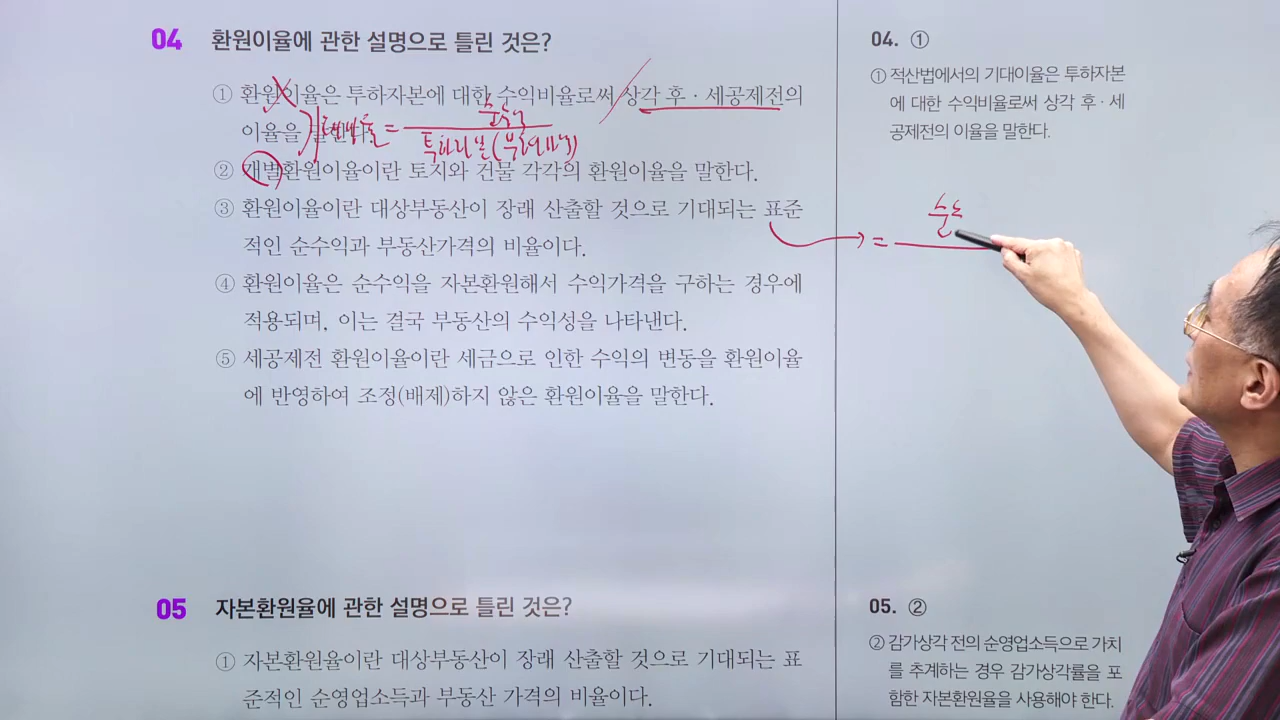 04 환원이율에 관한 설명으로 틀린 것은?
① 환원이율은 투하자본에 대한 수익비율로써 상각 후·세공제전의
이율을 말한다.
② 개별환원이율이란 토지와 건물 각각의 환원이율을 말한다.
③ 환원이율이란 대상부동산이 장래 산출할 것으로 기대되는 표준
적인 순수익과 부동산가격의 비율이다.
④ 환원이율은 순수익을 자본환원해서 수익가격을 구하는 경우에
적용되며, 이는 결국 부동산의 수익성을 나타낸다.
⑤ 세공제전 환원이율이란 세금으로 인한 수익의 변동을 환원이율
에 반영하여 조정(배제)하지 않은 환원이율을 말한다.
05 자본환원율에 관한 설명으로 틀린 것은?
① 자본환원율이란 대상부동산이 장래 산출할 것으로 기대되는 표
준적인 순영업소득과 부동산 가격의 비율이다.
04. ①
① 적산법에서의 기대이율은 투하자본
에 대한 수익비율로써 상각 후·세
공제전의 이율을 말한다.
=
05. ②
② 감가상각 전의 순영업소득으로 가치
를 추계하는 경우 감가상각률을 포
함한 자본환원율을 사용해야 한다.